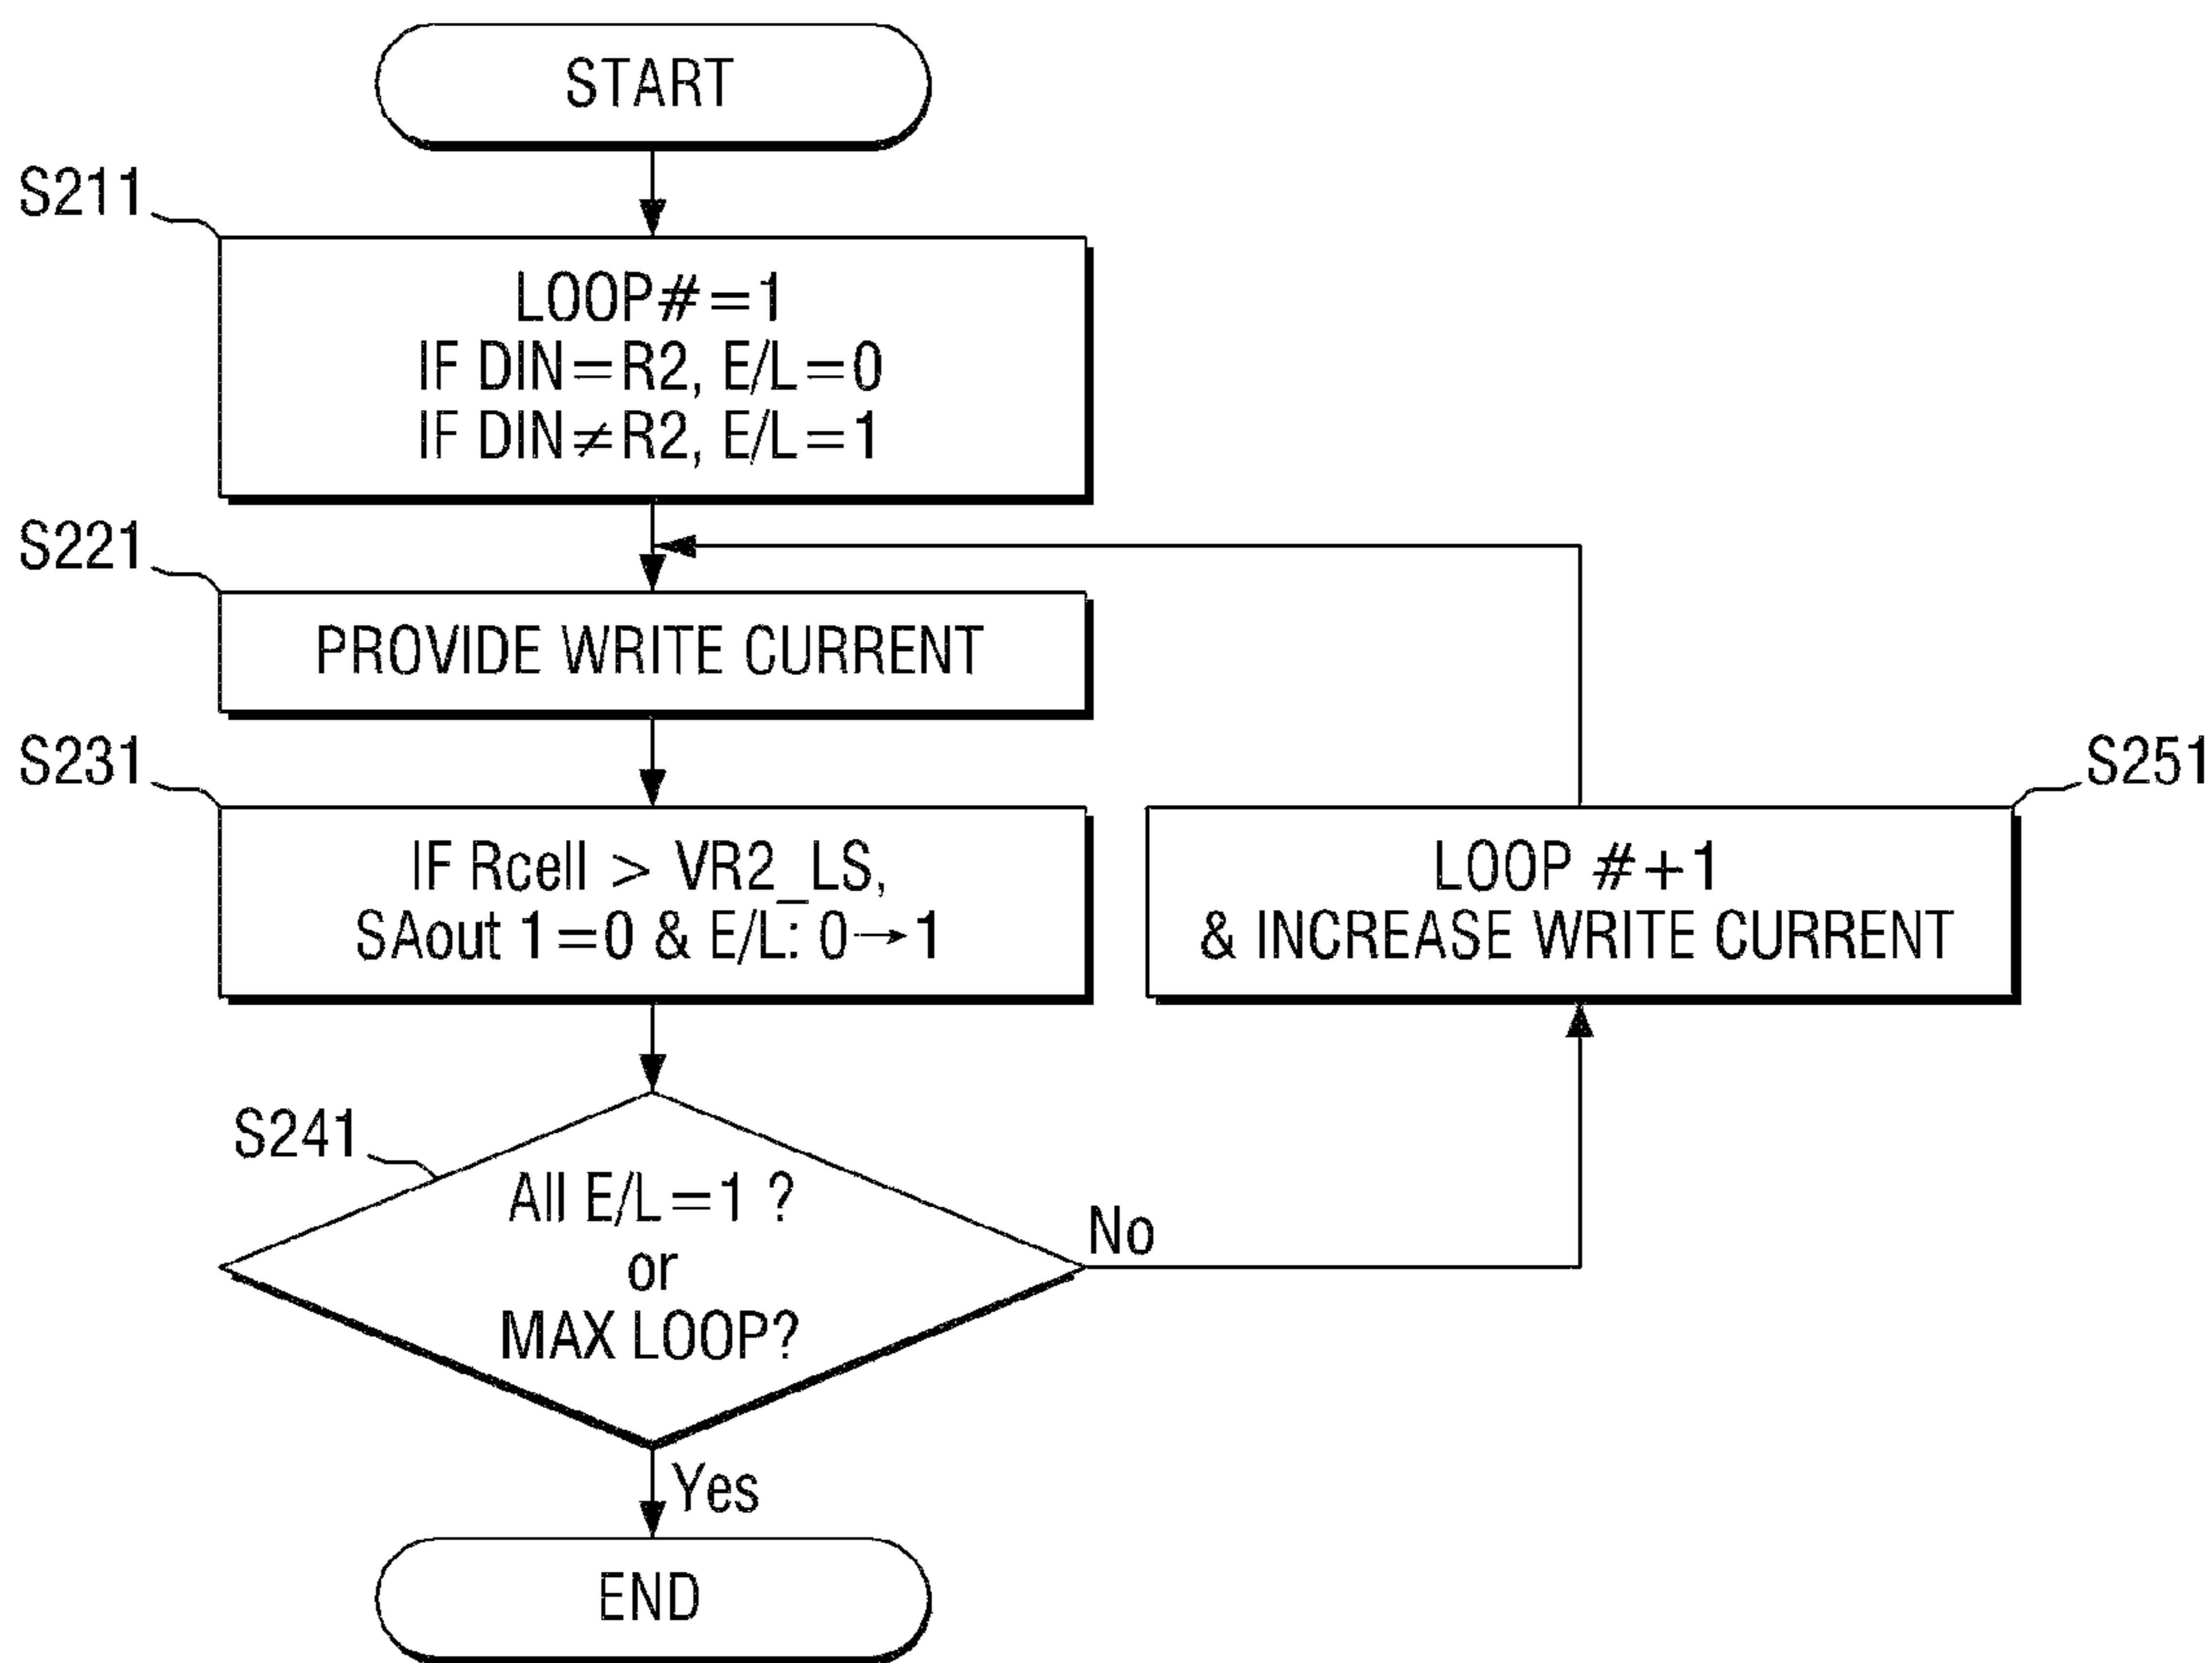 START
S211
LOOP#=1
IF DIN=R2, E/L=0
IF DIN≠R2, E/L=1
S221
PROVIDE WRITE CURRENT
S231
IF Rcell > VR2_LS,
SAout 1=0 & E/L: 0→1
S251
LOOP #+1
& INCREASE WRITE CURRENT
S241
All E/L=1 ?
or
MAX LOOP?
No
Yes
END